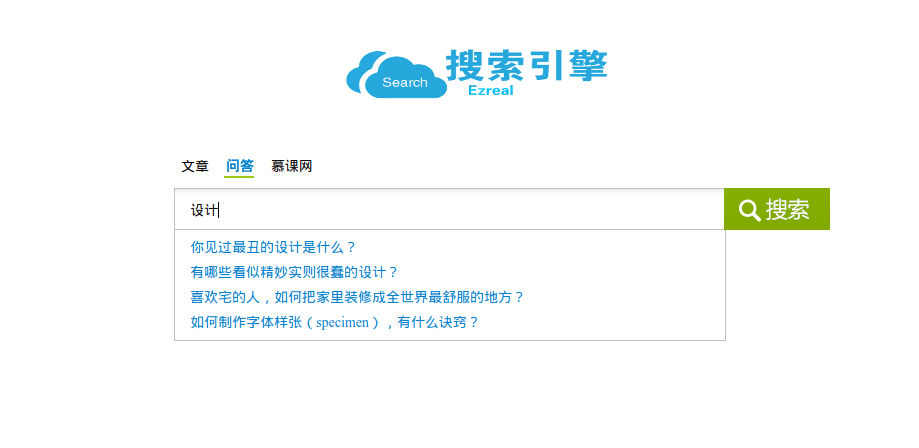 Search 搜索引擎
Ezreal
文章 问答 慕课网
设计 搜索
你见过最丑的设计是什么？
有哪些看似精妙实则很蠢的设计？
喜欢宅的人，如何把家里装修成全世界最舒服的地方？
如何制作字体样张（specimen），有什么诀窍？